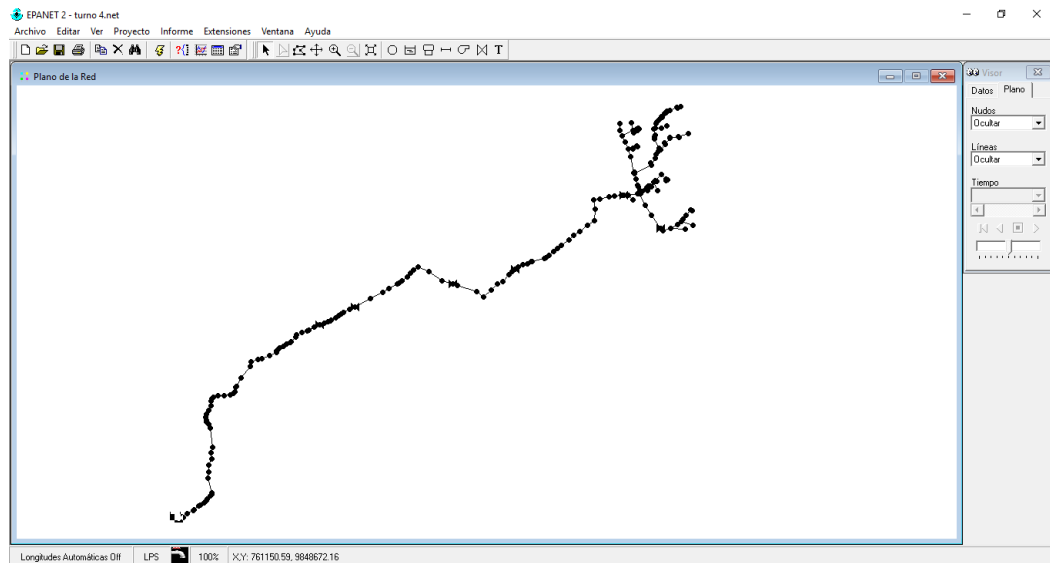 EPANET 2 - turno 4.net
Archivo Editar Ver Proyecto Informe Extensiones Ventana Ayuda
T
Plano de la Red
Visor
Datos Plano
Nudos
Ocultar
Líneas
Ocultar
Tiempo
Longitudes Automáticas Off LPS 100% X,Y: 761150.59, 9848672.16